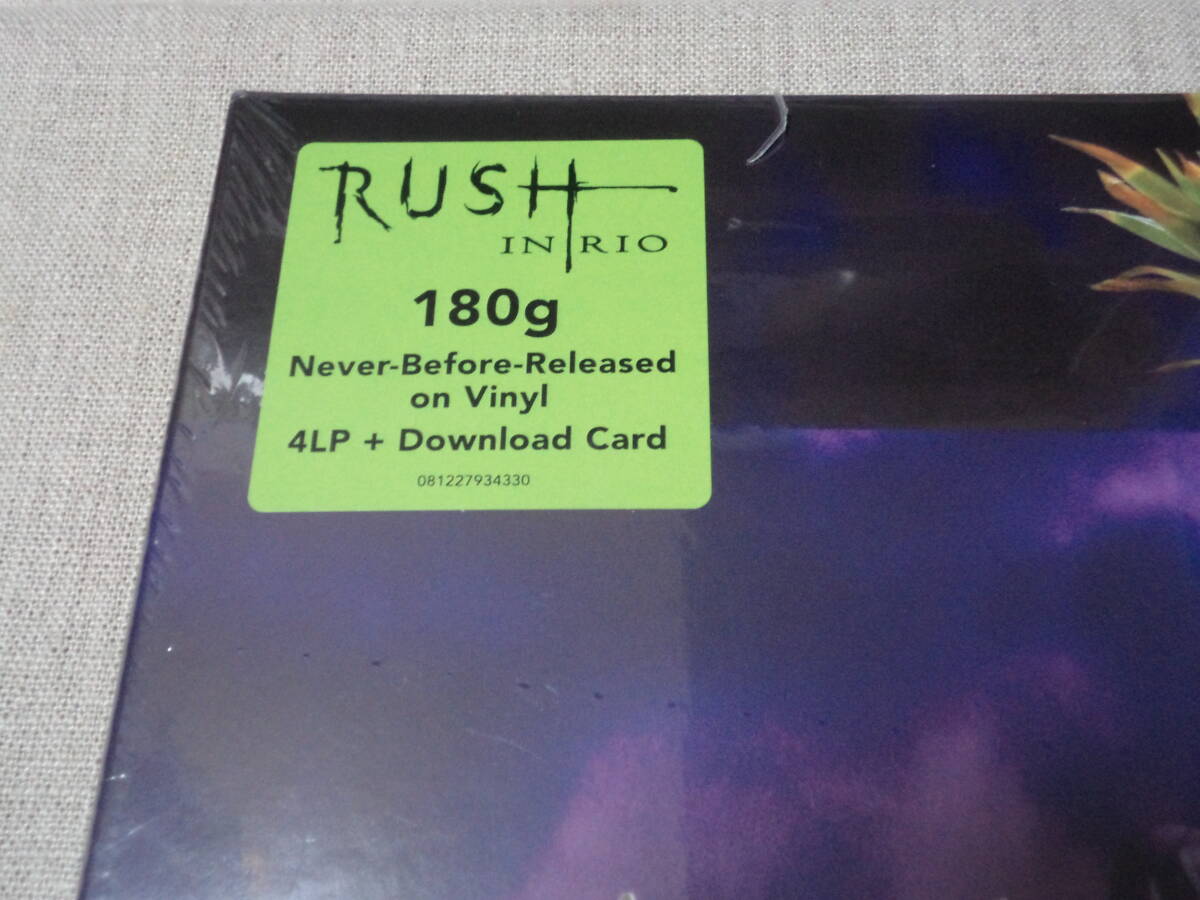 RUSH
IN RIO
180g
Never-Before-Released
on Vinyl
4LP + Download Card
081227934330